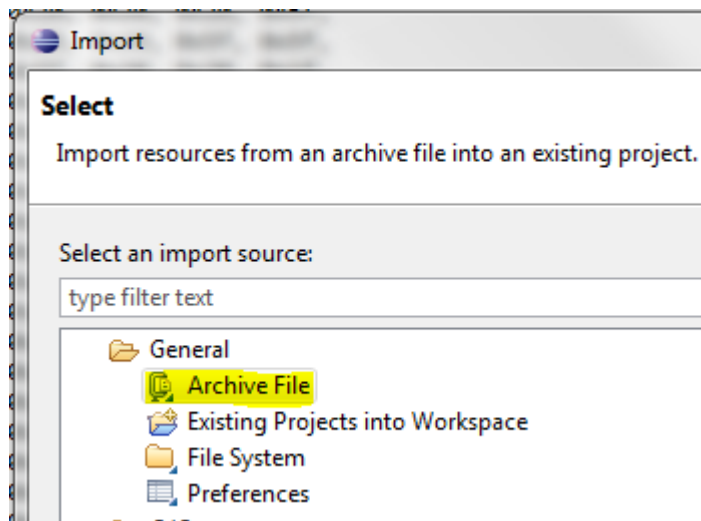 Import
Select
Import resources from an archive file into an existing project.
Select an import source:
type filter text
General
Archive File
Existing Projects into Workspace
File System
Preferences